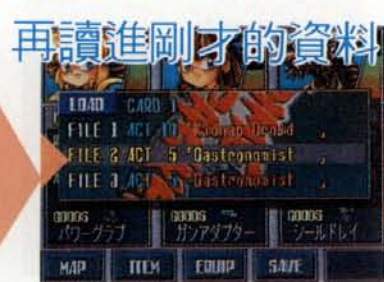 再讀進剛才的資料
LOAD CARD 1
FILE 1 ACT 10
FILE 2 ACT 5 "Gastronomist
FILE 3 ACT 5 "Gastronomist
GOODS GOODS GOODS
パワーグラブ ガンアダプター シールドレイ
MAP ITEM EQUIP SAVE